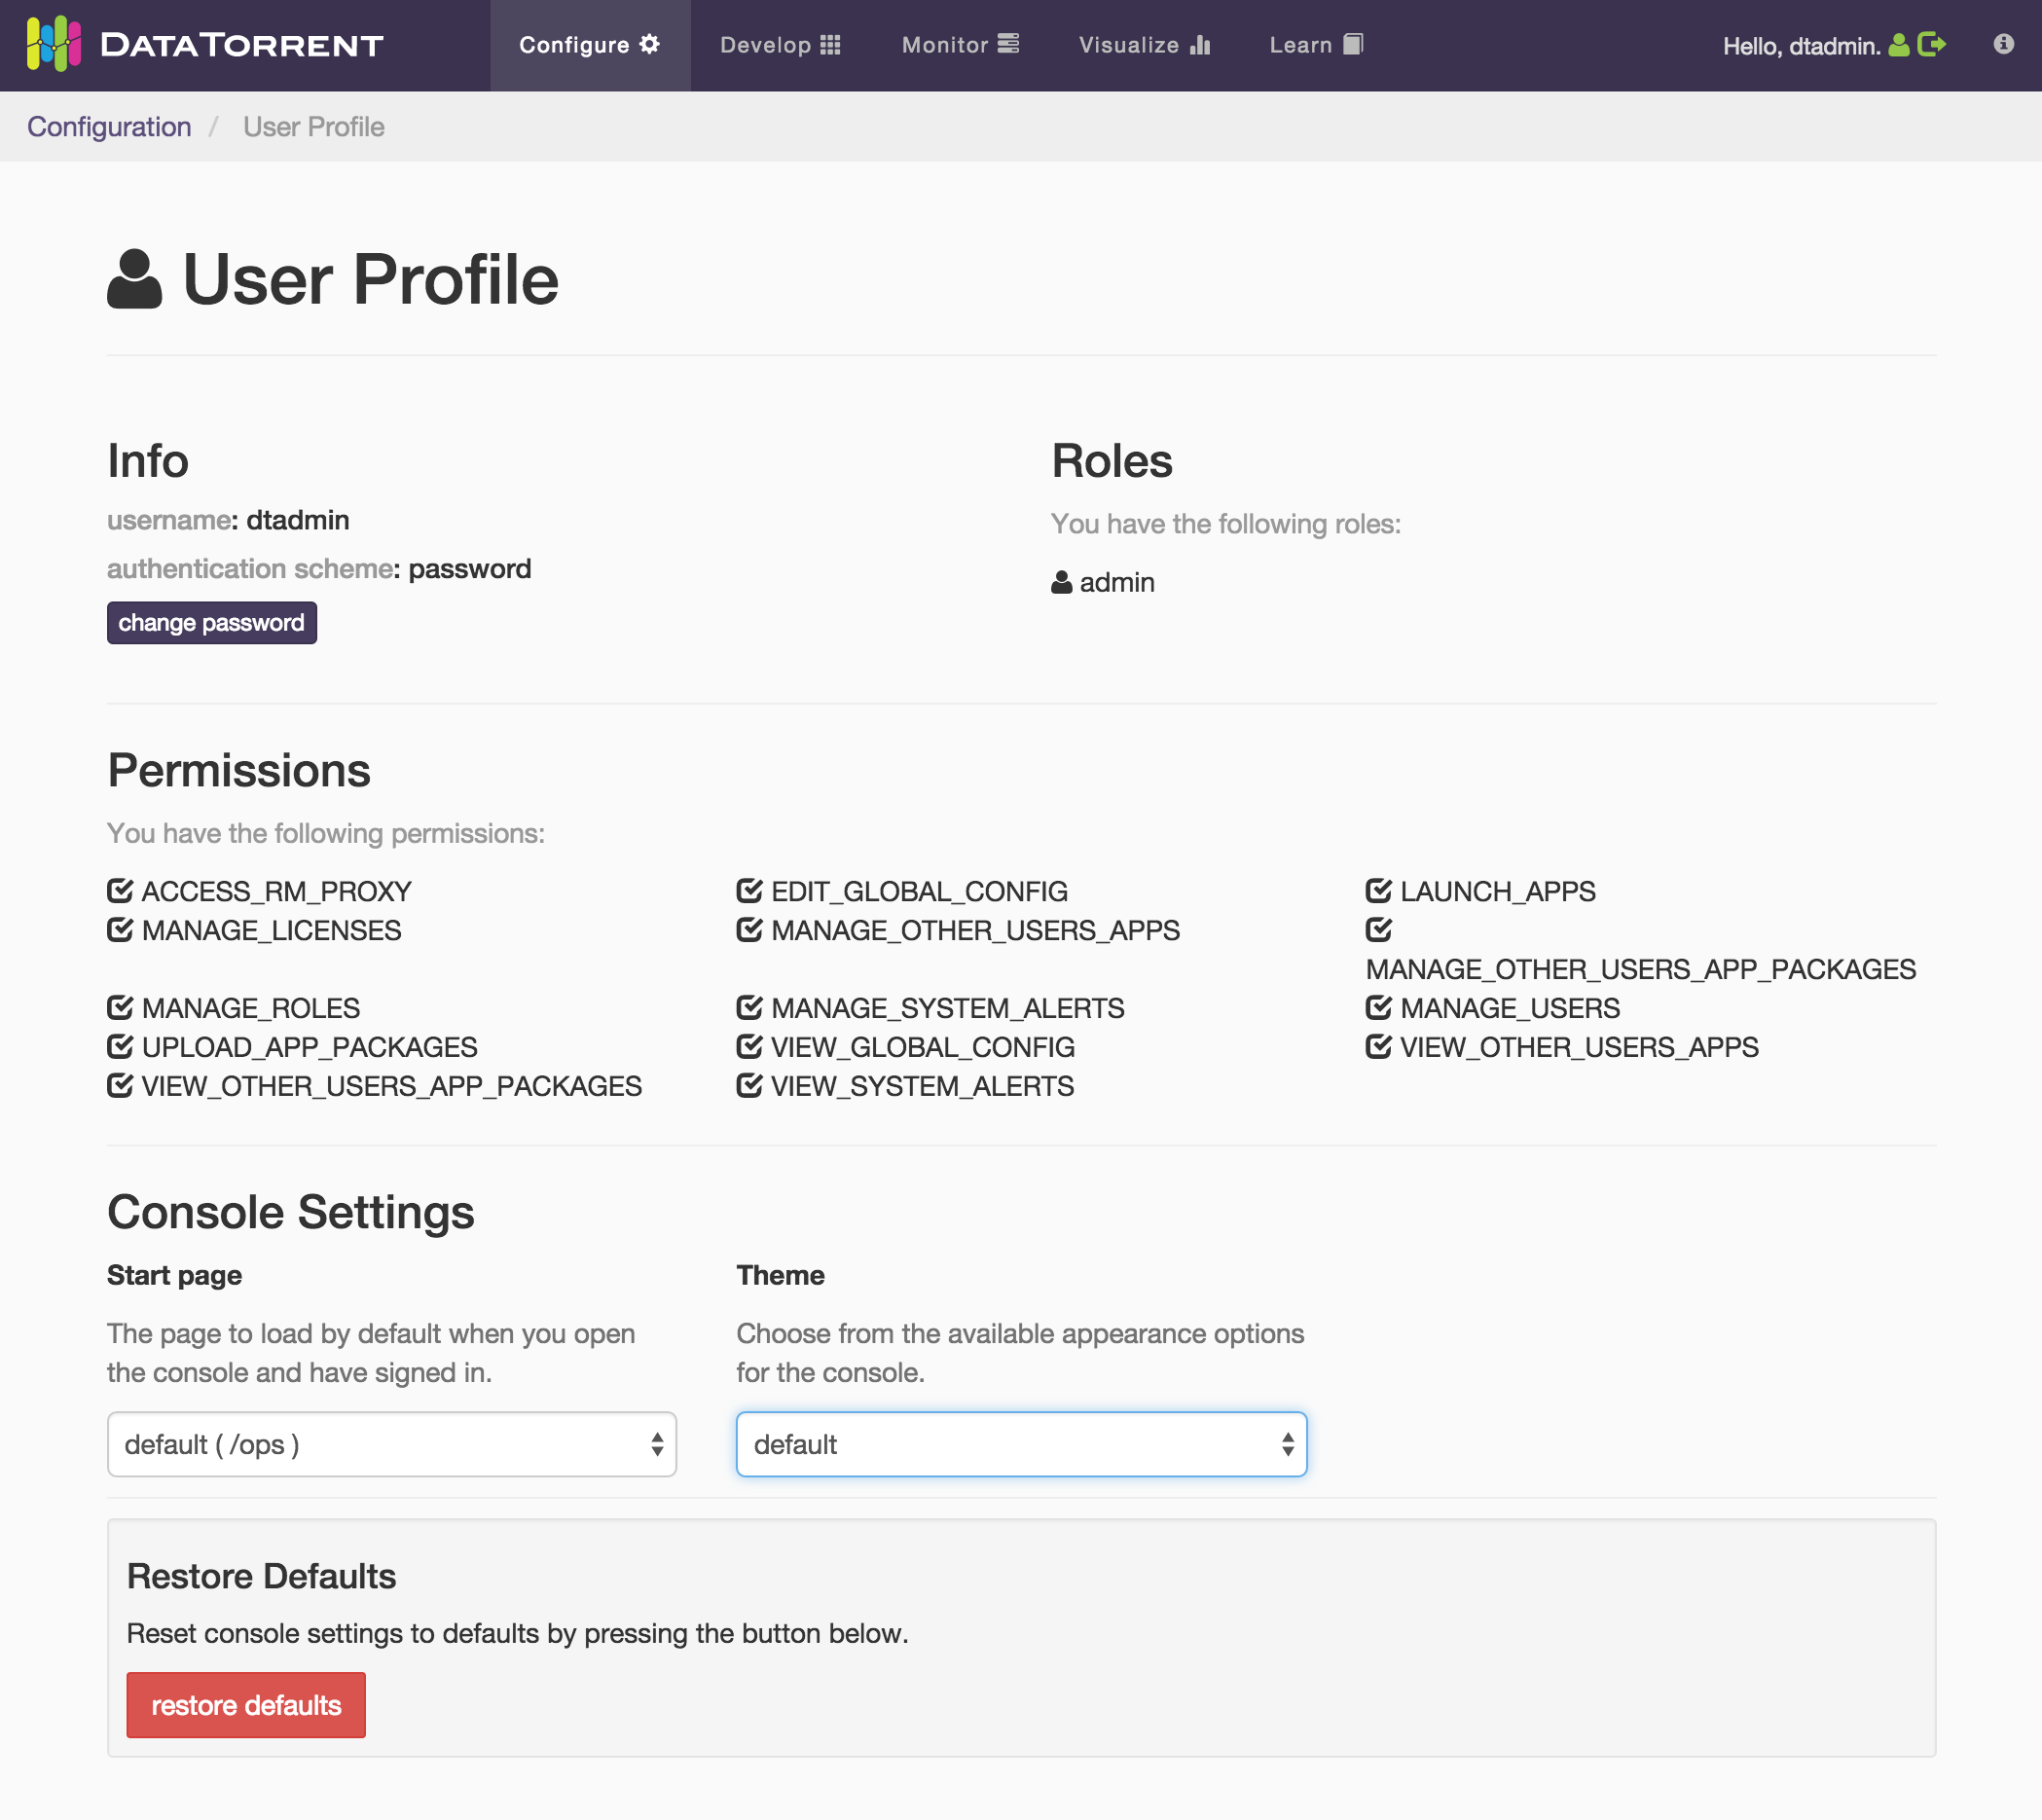 DATATORRENT
Configure
Develop
Monitor
Visualize
Learn
Hello, dtadmin.
Configuration / User Profile
User Profile
Info
username: dtadmin
authentication scheme: password
change password
Roles
You have the following roles:
admin
Permissions
You have the following permissions:
ACCESS_RM_PROXY
EDIT_GLOBAL_CONFIG
LAUNCH_APPS
MANAGE_LICENSES
MANAGE_OTHER_USERS_APPS
MANAGE_OTHER_USERS_APP_PACKAGES
MANAGE_ROLES
MANAGE_SYSTEM_ALERTS
MANAGE_USERS
UPLOAD_APP_PACKAGES
VIEW_GLOBAL_CONFIG
VIEW_OTHER_USERS_APPS
VIEW_OTHER_USERS_APP_PACKAGES
VIEW_SYSTEM_ALERTS
Console Settings
Start page
The page to load by default when you open
the console and have signed in.
default ( /ops )
Theme
Choose from the available appearance options
for the console.
default
Restore Defaults
Reset console settings to defaults by pressing the button below.
restore defaults